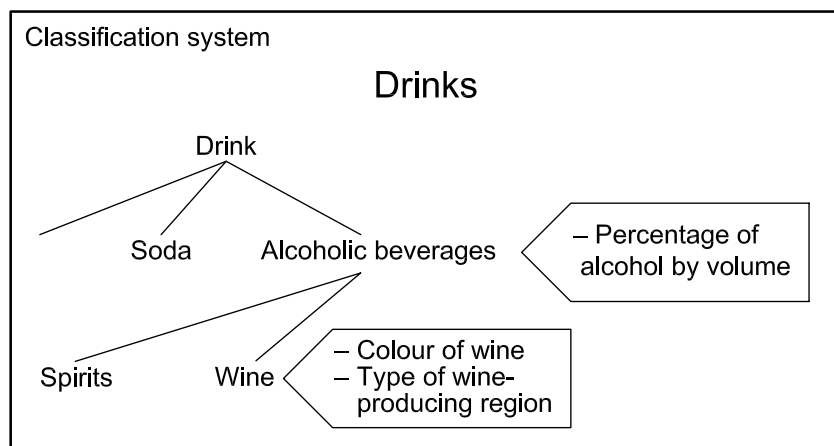 Classification system
Drinks
Drink
Soda
Alcoholic beverages
– Percentage of
alcohol by volume
Spirits
Wine
– Colour of wine
– Type of wine-
producing region